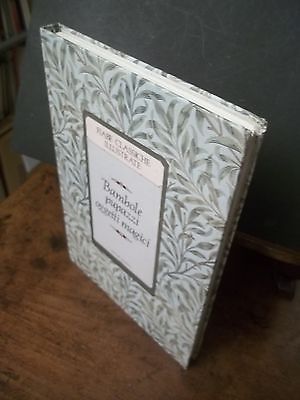 FIABE CLASSICHE
ILLUSTRATE
Bambole
pupazzi
oggetti magici